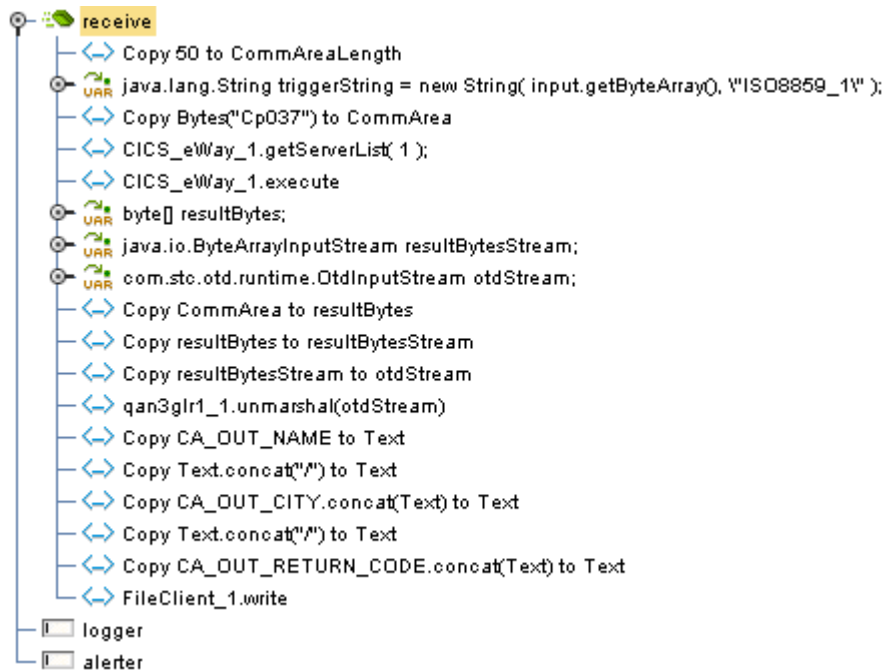 receive
Copy 50 to CommAreaLength
VAR java.lang.String triggerString = new String( input.getByteArray(), \"ISO8859_1\" );
Copy Bytes("Cp037") to CommArea
CICS_eWay_1.getServerList( 1 );
CICS_eWay_1.execute
VAR byte[] resultBytes;
VAR java.io.ByteArrayInputStream resultBytesStream;
VAR com.stc.otd.runtime.OtdInputStream otdStream;
Copy CommArea to resultBytes
Copy resultBytes to resultBytesStream
Copy resultBytesStream to otdStream
qan3glr1_1.unmarshal(otdStream)
Copy CA_OUT_NAME to Text
Copy Text.concat("/") to Text
Copy CA_OUT_CITY.concat(Text) to Text
Copy Text.concat("/") to Text
Copy CA_OUT_RETURN_CODE.concat(Text) to Text
FileClient_1.write
logger
alerter